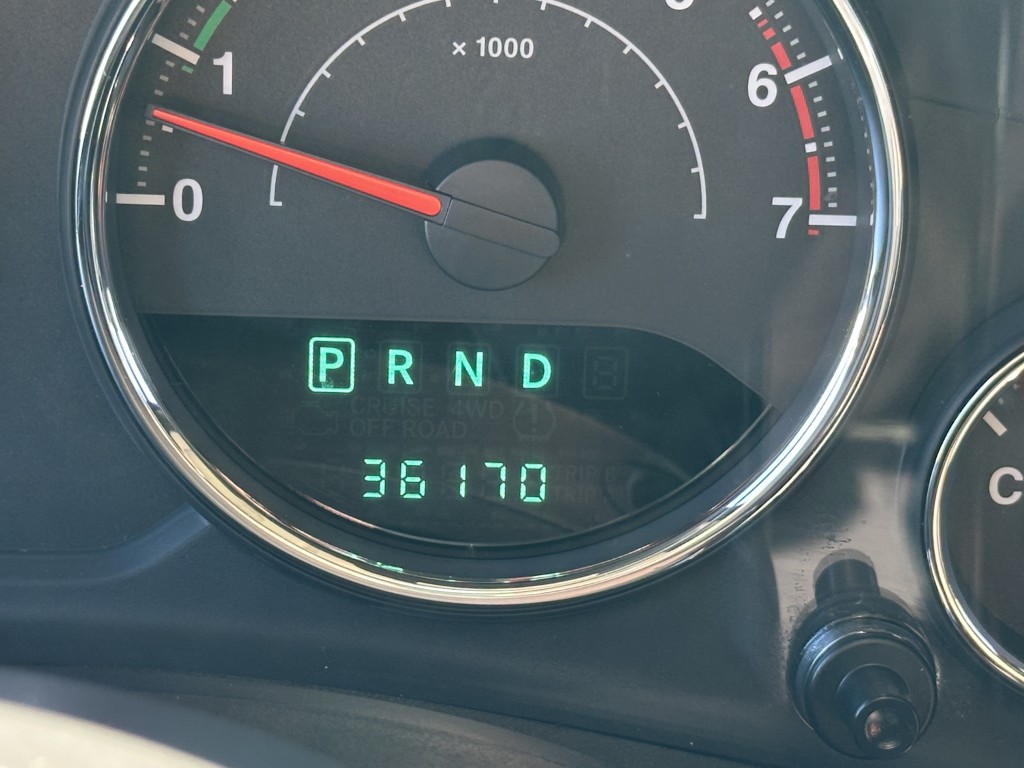 × 1000
1
6
0
7
P R N D
CRUISE 4WD
OFF ROAD
36170
C